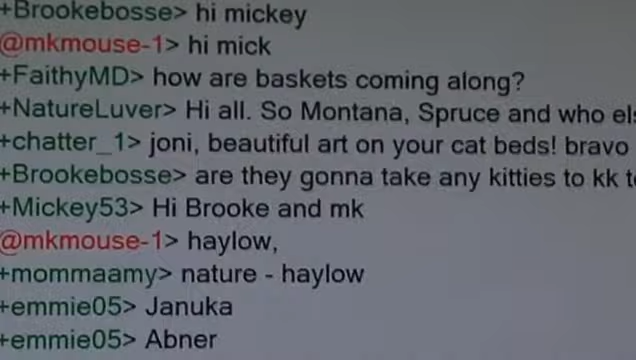 +Brookebosse> hi mickey
@mkmouse-1> hi mick
+FaithyMD> how are baskets coming along?
+NatureLuver> Hi all. So Montana, Spruce and who
+chatter_1> joni, beautiful art on your cat beds! bravo
+Brookebosse> are they gonna take any kitties to kk
+Mickey53> Hi Brooke and mk
@mkmouse-1> haylow,
+mommaamy> nature - haylow
+emmie05> Januka
+emmie05> Abner